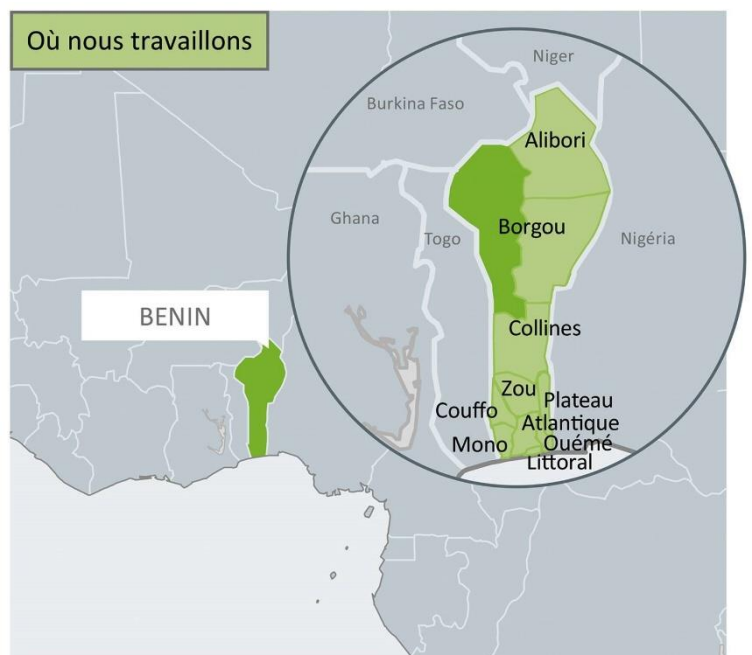 Où nous travaillons
Niger
Burkina Faso
Alibori
Ghana
Togo
Borgou
Nigéria
BENIN
Collines
Zou
Plateau
Couffo
Atlantique
Mono
Ouémé
Littoral